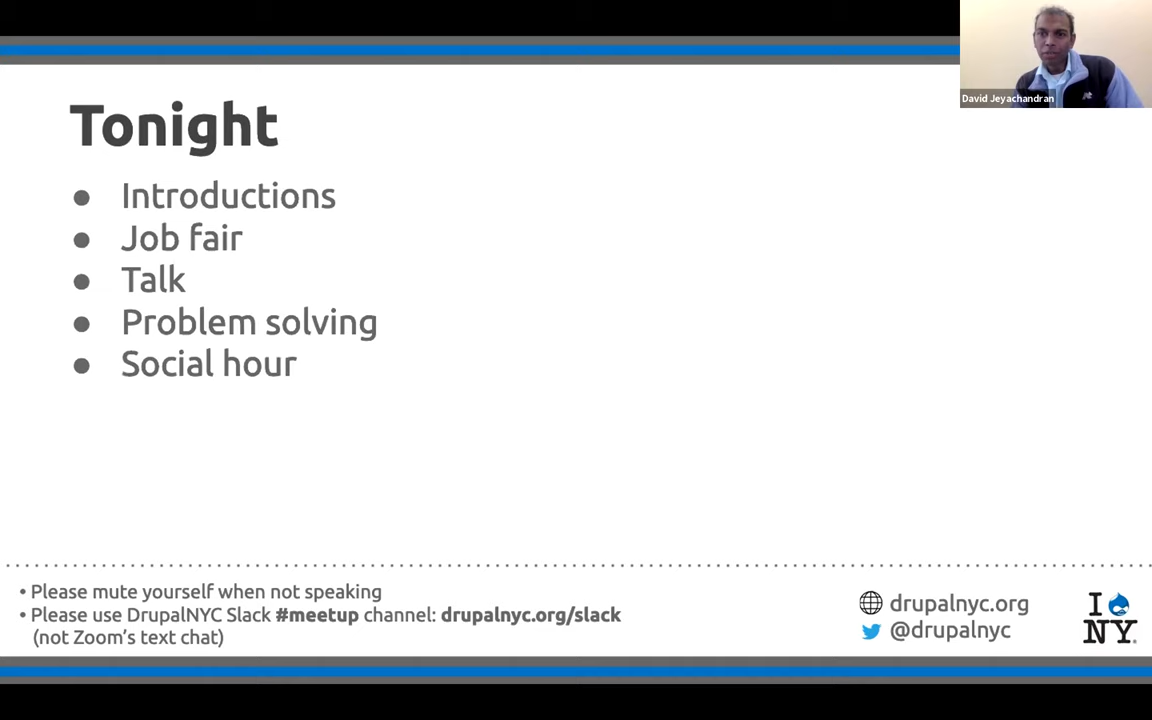 David Jeyachandran
Tonight
● Introductions
● Job fair
● Talk
● Problem solving
● Social hour
• Please mute yourself when not speaking
• Please use DrupalNYC Slack #meetup channel: drupalnyc.org/slack
(not Zoom's text chat)
drupalnyc.org
@drupalnyc
I
NY